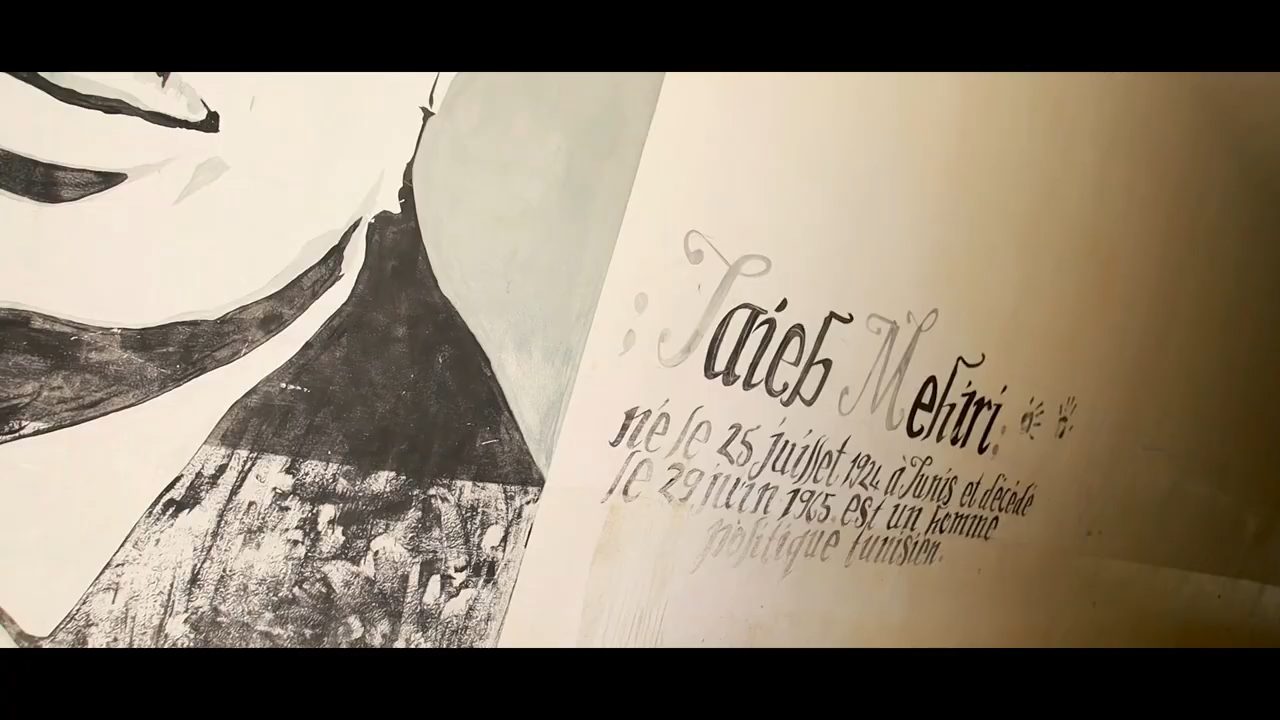 : Taieb Mehiri :
né le 25 juillet 1924 à Tunis et décédé
le 29 juin 1965 est un homme
politique tunisien.